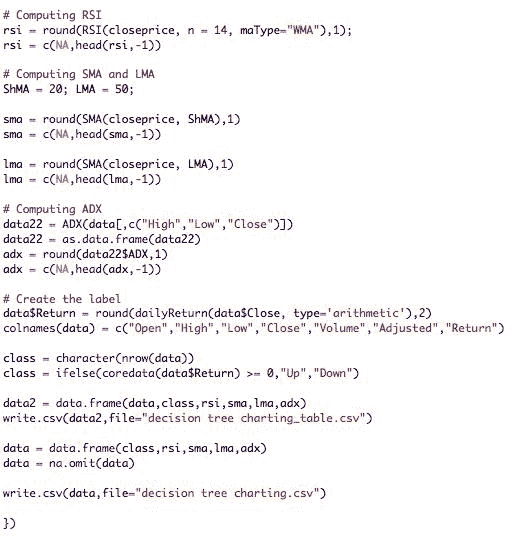 # Computing RSI
rsi = round(RSI(closeprice, n = 14, maType="WMA"),1);
rsi = c(NA,head(rsi,-1))
# Computing SMA and LMA
ShMA = 20; LMA = 50;
sma = round(SMA(closeprice, ShMA),1)
sma = c(NA,head(sma,-1))
lma = round(SMA(closeprice, LMA),1)
lma = c(NA,head(lma,-1))
# Computing ADX
data22 = ADX(data[,c("High","Low","Close")])
data22 = as.data.frame(data22)
adx = round(data22$ADX,1)
adx = c(NA,head(adx,-1))
# Create the label
data$Return = round(dailyReturn(data$Close, type='arithmetic'),2)
colnames(data) = c("Open","High","Low","Close","Volume","Adjusted","Return")
class = character(nrow(data))
class = ifelse(coredata(data$Return) >= 0,"Up","Down")
data2 = data.frame(data,class,rsi,sma,lma,adx)
write.csv(data2,file="decision tree charting_table.csv")
data = data.frame(class,rsi,sma,lma,adx)
data = na.omit(data)
write.csv(data,file="decision tree charting.csv")
})